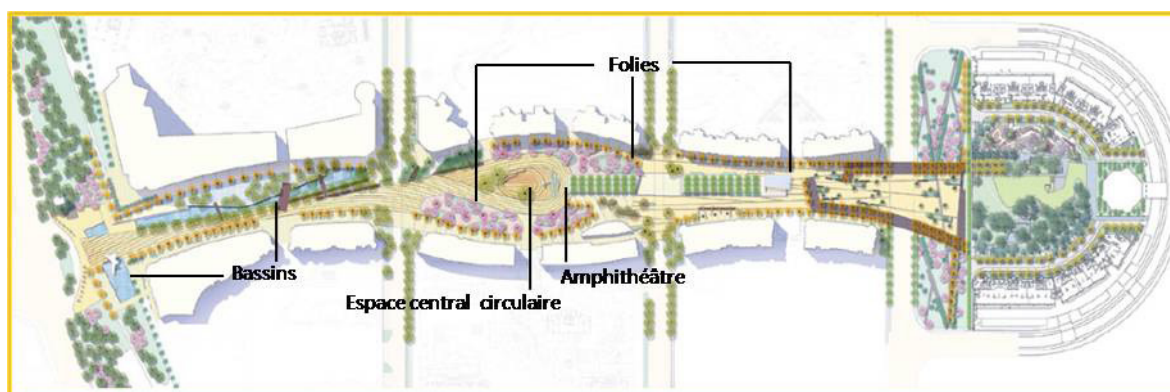 Folies
Bassins
Amphithéâtre
Espace central circulaire